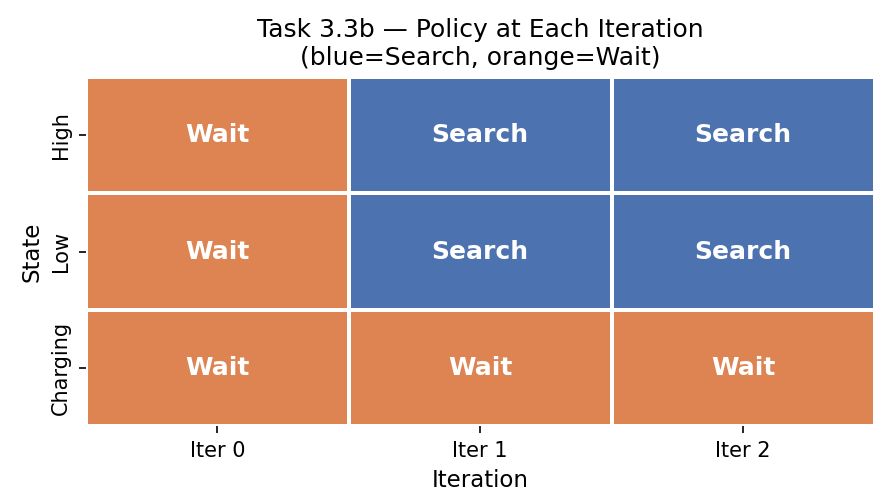 Task 3.3b — Policy at Each Iteration
(blue=Search, orange=Wait)
State
High
Wait
Search
Search
Low
Wait
Search
Search
Charging
Wait
Wait
Wait
Iter 0
Iter 1
Iter 2
Iteration